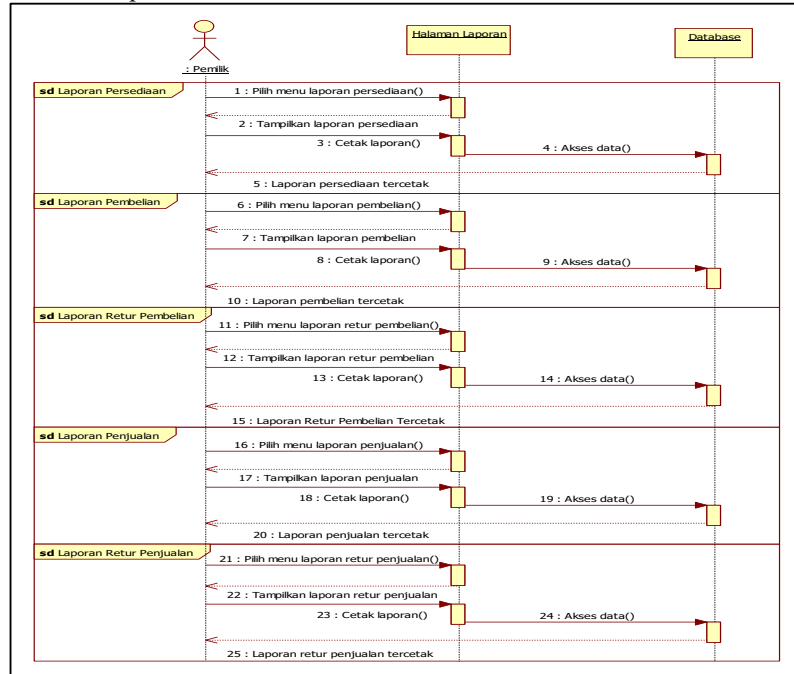 Halaman Laporan
Database
: Pemilik
sd Laporan Persediaan
1 : Pilih menu laporan persediaan()
2 : Tampilkan laporan persediaan
3 : Cetak laporan()
4 : Akses data()
5 : Laporan persediaan tercetak
sd Laporan Pembelian
6 : Pilih menu laporan pembelian()
7 : Tampilkan laporan pembelian
8 : Cetak laporan()
9 : Akses data()
10 : Laporan pembelian tercetak
sd Laporan Retur Pembelian
11 : Pilih menu laporan retur pembelian()
12 : Tampilkan laporan retur pembelian
13 : Cetak laporan()
14 : Akses data()
15 : Laporan Retur Pembelian Tercetak
sd Laporan Penjualan
16 : Pilih menu laporan penjualan()
17 : Tampilkan laporan penjualan
18 : Cetak laporan()
19 : Akses data()
20 : Laporan penjualan tercetak
sd Laporan Retur Penjualan
21 : Pilih menu laporan retur penjualan()
22 : Tampilkan laporan retur penjualan
23 : Cetak laporan()
24 : Akses data()
25 : Laporan retur penjualan tercetak